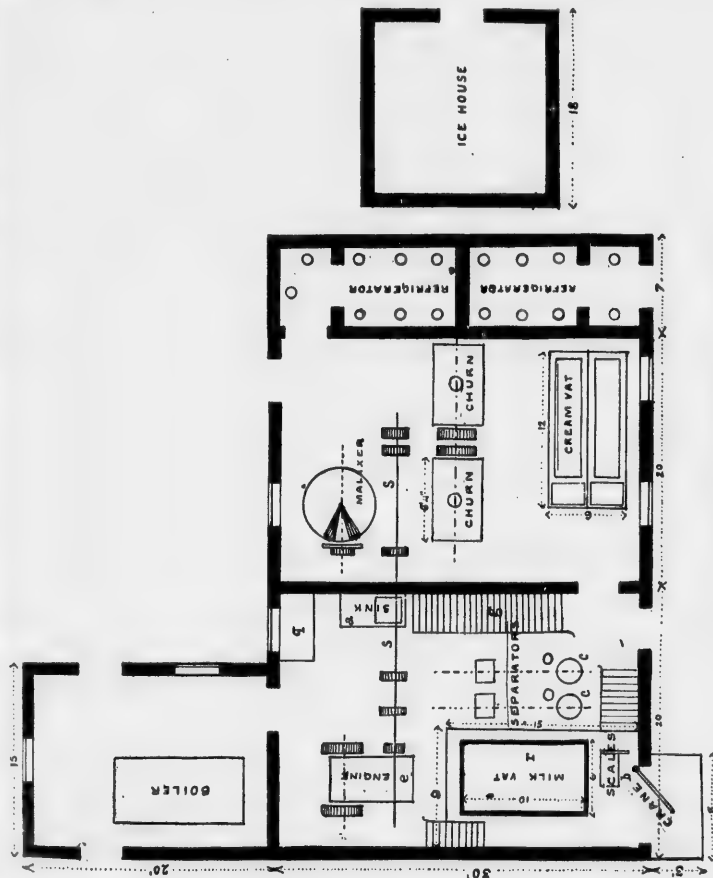 18
ICE HOUSE
7
REFRIGERATOR
REFRIGERATOR
CHURN
CHURN
MALAXER
S
12
CREAM VAT
6
20
SINK
a
q
g
S
SEPARATORS
C
C
15
BOILER
ENGINE
e
15
9
MILK VAT
r
10
6
SCALES
b
CRANE
20
20'
30'
3'